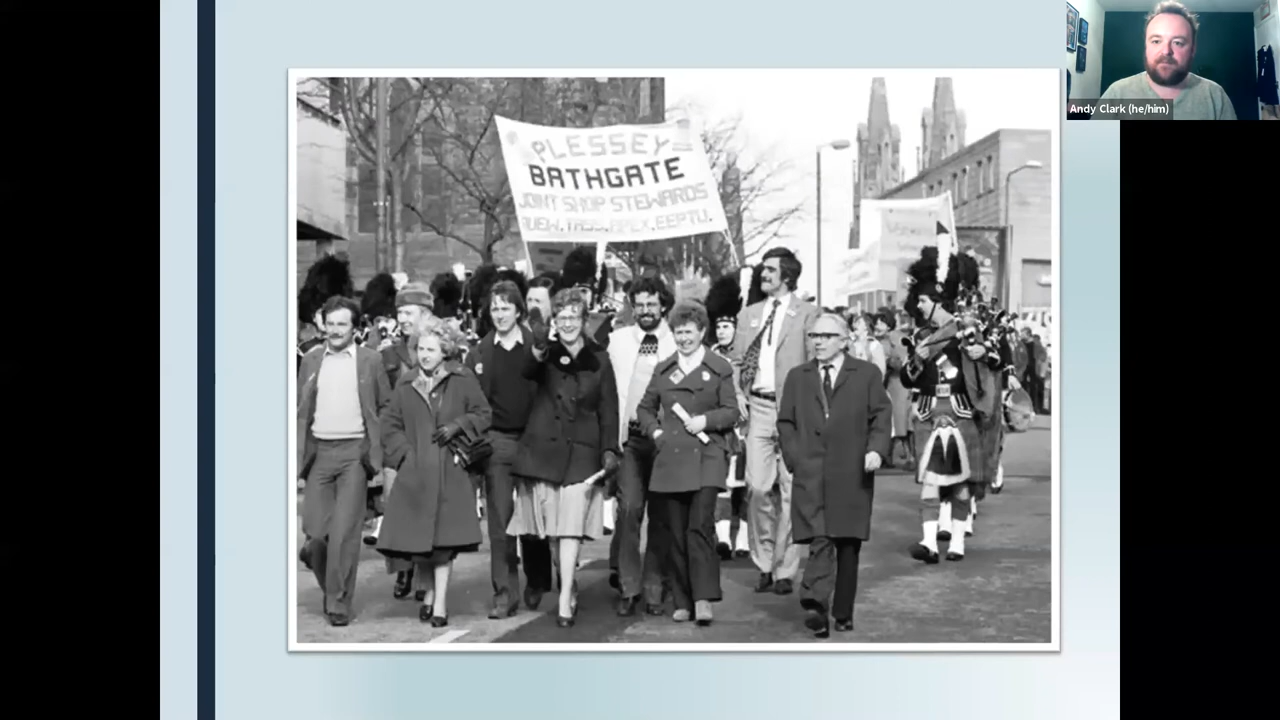 PLESSEY
BATHGATE
JOINT SHOP STEWARDS
AUEW. TASS. APEX. EEPTU.
Andy Clark (he/him)